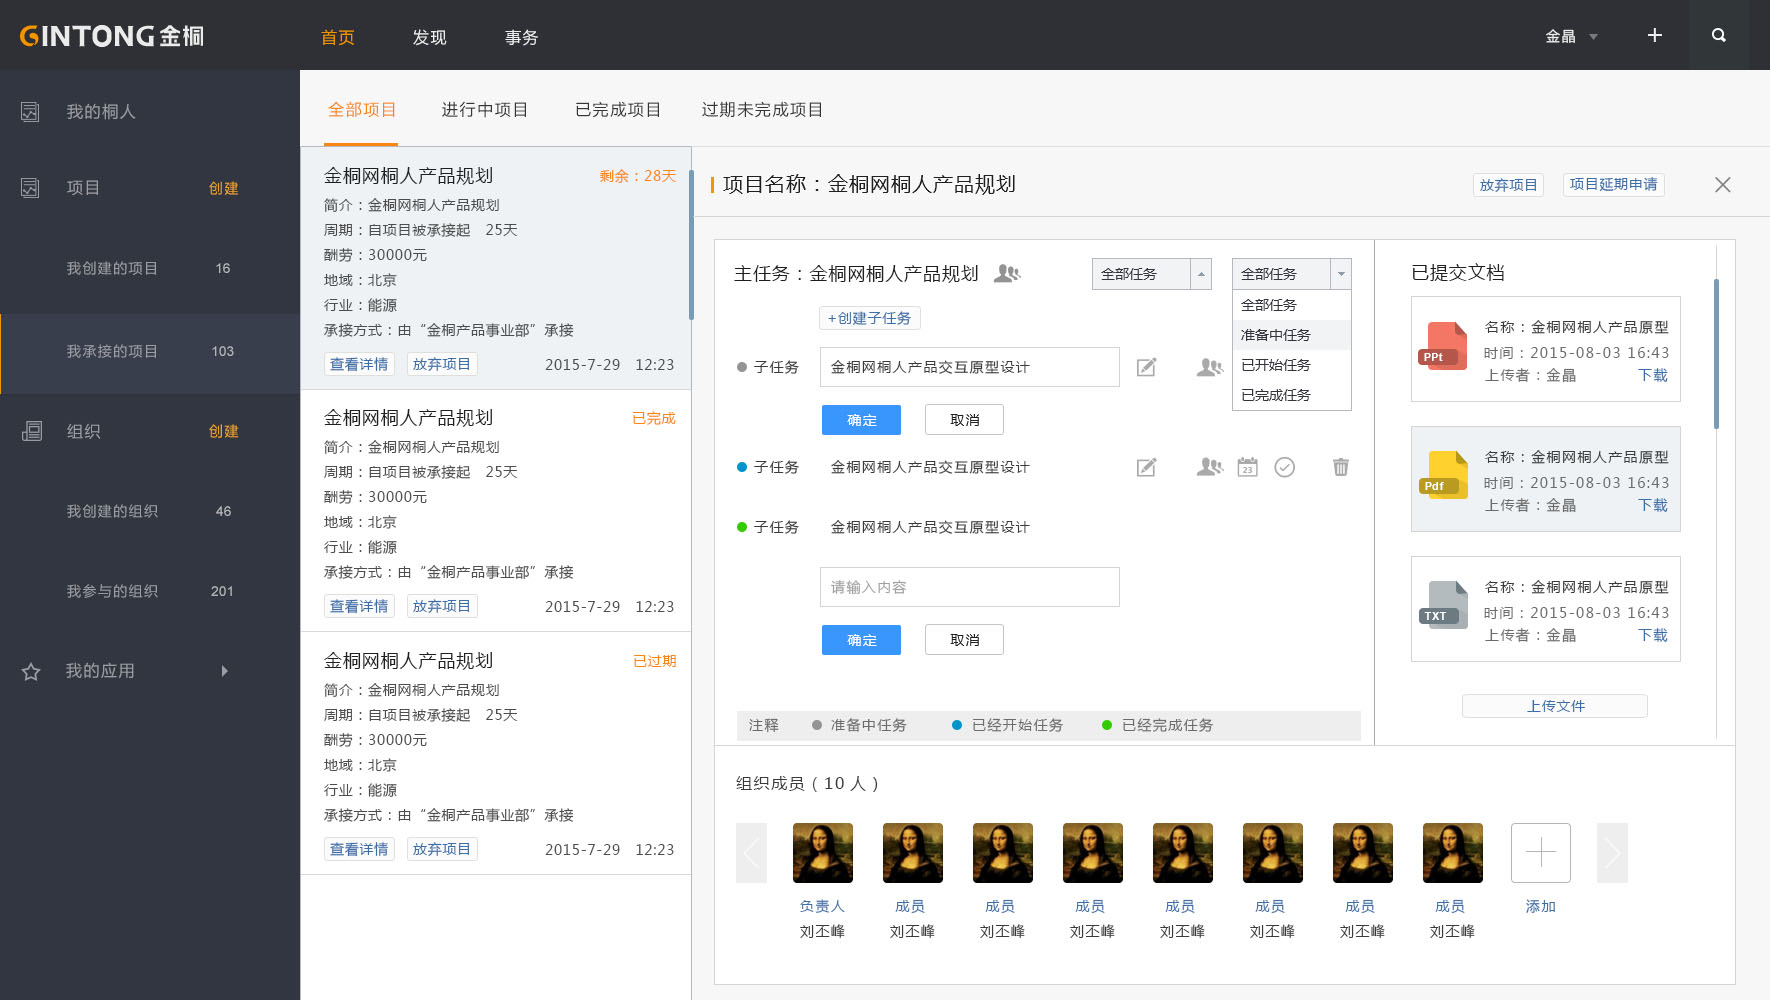 GINTONG金桐
首页
发现
事务
金晶
我的桐人
项目
创建
我创建的项目
16
我承接的项目
103
组织
创建
我创建的组织
46
我参与的组织
201
我的应用
全部项目
进行中项目
已完成项目
过期未完成项目
金桐网桐人产品规划
剩余：28天
简介：金桐网桐人产品规划
周期：自项目被承接起 25天
酬劳：30000元
地域：北京
行业：能源
承接方式：由“金桐产品事业部”承接
查看详情
放弃项目
2015-7-29 12:23
金桐网桐人产品规划
已完成
简介：金桐网桐人产品规划
周期：自项目被承接起 25天
酬劳：30000元
地域：北京
行业：能源
承接方式：由“金桐产品事业部”承接
查看详情
放弃项目
2015-7-29 12:23
金桐网桐人产品规划
已过期
简介：金桐网桐人产品规划
周期：自项目被承接起 25天
酬劳：30000元
地域：北京
行业：能源
承接方式：由“金桐产品事业部”承接
查看详情
放弃项目
2015-7-29 12:23
项目名称：金桐网桐人产品规划
放弃项目
项目延期申请
主任务：金桐网桐人产品规划
全部任务
全部任务
全部任务
准备中任务
已开始任务
已完成任务
+创建子任务
子任务
金桐网桐人产品交互原型设计
确定
取消
子任务
金桐网桐人产品交互原型设计
23
子任务
金桐网桐人产品交互原型设计
请输入内容
确定
取消
注释
准备中任务
已经开始任务
已经完成任务
已提交文档
PPt
名称：金桐网桐人产品原型
时间：2015-08-03 16:43
上传者：金晶
下载
Pdf
名称：金桐网桐人产品原型
时间：2015-08-03 16:43
上传者：金晶
下载
TXT
名称：金桐网桐人产品原型
时间：2015-08-03 16:43
上传者：金晶
下载
上传文件
组织成员（10 人）
负责人
成员
成员
成员
成员
成员
成员
成员
添加
刘丕峰
刘丕峰
刘丕峰
刘丕峰
刘丕峰
刘丕峰
刘丕峰
刘丕峰